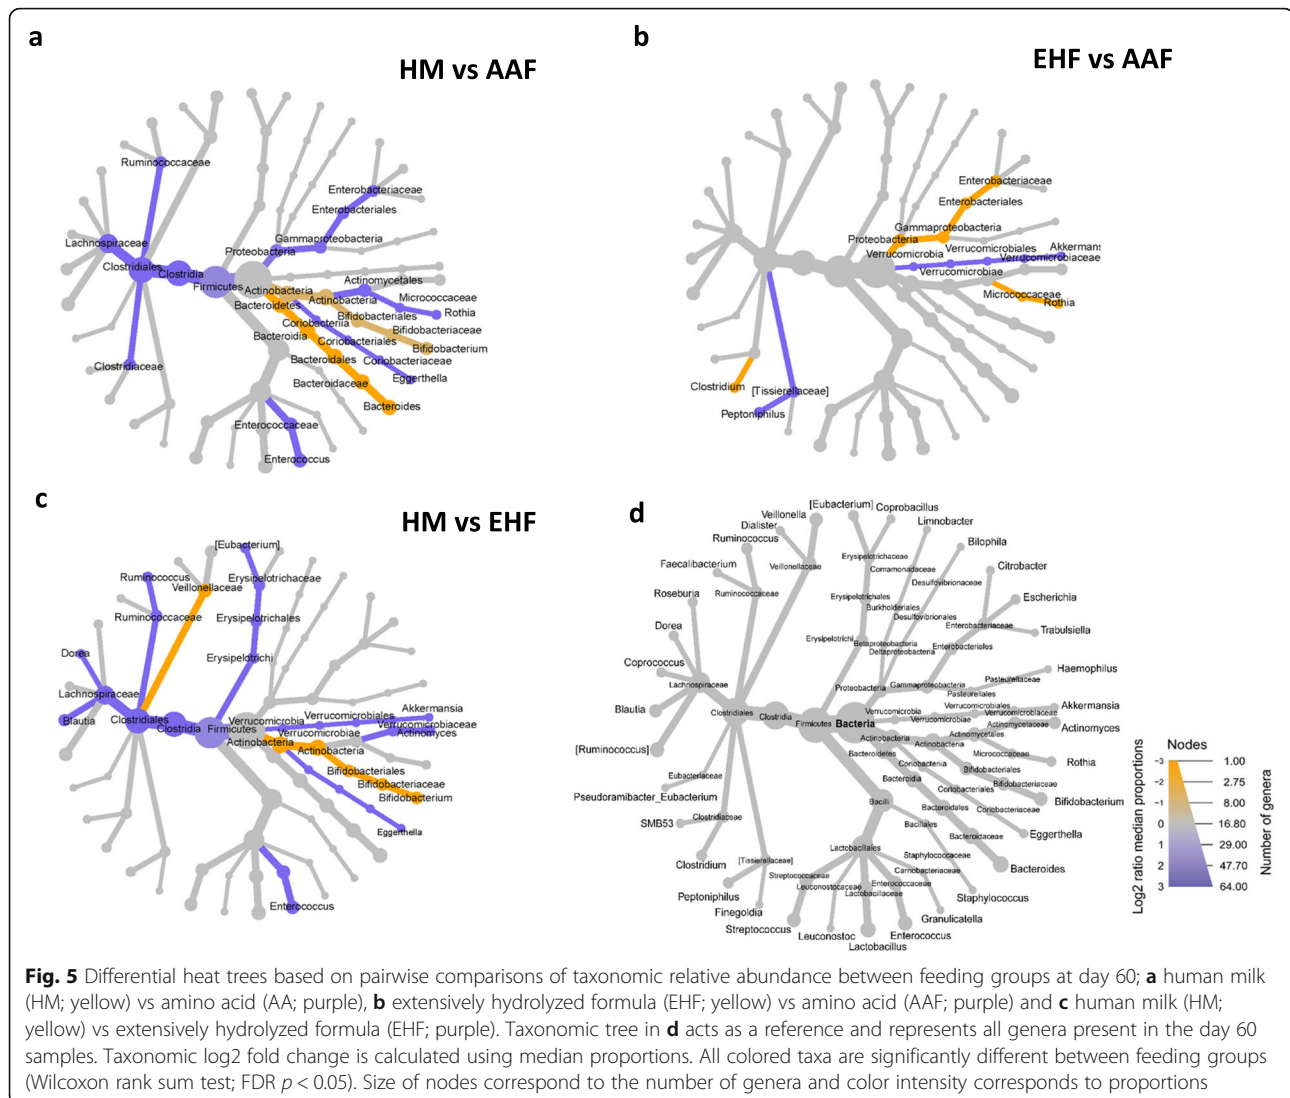 a
HM vs AAF
Ruminococcaceae
Enterobacteriaceae
Enterobacteriales
Lachnospiraceae
Gammaproteobacteria
Proteobacteria
Clostridiales
Clostridia
Firmicutes
Actinobacteria
Actinomycetales
Actinobacteria
Micrococcaceae
Bacteroidetes
Rothia
Bifidobacteriales
Coriobacteriia
Bifidobacteriaceae
Bacteroidia
Coriobacteriales
Bifidobacterium
Bacteroidales
Coriobacteriaceae
Clostridiaceae
Eggerthella
Bacteroidaceae
Bacteroides
Enterococcaceae
Enterococcus
b
EHF vs AAF
Enterobacteriaceae
Enterobacteriales
Gammaproteobacteria
Proteobacteria
Verrucomicrobia
Verrucomicrobiales
Akkermans
Verrucomicrobiaceae
Verrucomicrobiae
Micrococcaceae
Rothia
Clostridium
[Tissierellaceae]
Peptoniphilus
c
HM vs EHF
[Eubacterium]
Ruminococcus
Veillonellaceae
Erysipelotrichaceae
Ruminococcaceae
Erysipelotrichales
Dorea
Erysipelotrichi
Lachnospiraceae
Blautia
Clostridiales
Clostridia
Firmicutes
Verrucomicrobia
Verrucomicrobiales
Akkermansia
Verrucomicrobiaceae
Verrucomicrobiae
Actinomyces
Actinobacteria
Actinobacteria
Bifidobacteriales
Bifidobacteriaceae
Bifidobacterium
Eggerthella
Enterococcus
d
[Eubacterium]
Coprobacillus
Veillonella
Limnobacter
Dialister
Ruminococcus
Bilophila
Faecalibacterium
Veillonellaceae
Erysipelotrichaceae
Comamonadaceae
Citrobacter
Desulfovibrionaceae
Roseburia
Ruminococcaceae
Erysipelotrichales
Burkholderiales
Escherichia
Desulfovibrionales
Dorea
Enterobacteriaceae
Trabulsiella
Erysipelotrichi
Betaproteobacteria
Deltaproteobacteria
Enterobacteriales
Coprococcus
Lachnospiraceae
Proteobacteria
Gammaproteobacteria
Pasteurellaceae
Haemophilus
Pasteurellales
Blautia
Clostridiales
Clostridia
Firmicutes
Bacteria
Verrucomicrobia
Verrucomicrobiales
Verrucomicrobiae
Verrucomicrobiaceae
Akkermansia
Actinomycetaceae
Actinomyces
Actinobacteria
Actinomycetales
Actinobacteria
[Ruminococcus]
Bacteroidetes
Micrococcaceae
Rothia
Coriobacteriia
Bifidobacteriales
Eubacteriaceae
Bacteroidia
Bifidobacteriaceae
Coriobacteriales
Bifidobacterium
Pseudoramibacter_Eubacterium
Bacilli
Bacteroidales
Coriobacteriaceae
SMB53
Clostridiaceae
Bacillales
Eggerthella
Bacteroidaceae
Lactobacillales
Clostridium
[Tissierellaceae]
Staphylococcaceae
Bacteroides
Streptococcaceae
Carnobacteriaceae
Leuconostocaceae
Enterococcaceae
Lactobacillaceae
Peptoniphilus
Staphylococcus
Finegoldia
Granulicatella
Streptococcus
Leuconostoc
Enterococcus
Lactobacillus
Nodes
Log2 ratio median proportions
Number of genera
−3 1.00
−2 2.75
−1 8.00
0 16.80
1 29.00
2 47.70
3 64.00
Fig. 5 Differential heat trees based on pairwise comparisons of taxonomic relative abundance between feeding groups at day 60; a human milk
(HM; yellow) vs amino acid (AA; purple), b extensively hydrolyzed formula (EHF; yellow) vs amino acid (AAF; purple) and c human milk (HM;
yellow) vs extensively hydrolyzed formula (EHF; purple). Taxonomic tree in d acts as a reference and represents all genera present in the day 60
samples. Taxonomic log2 fold change is calculated using median proportions. All colored taxa are significantly different between feeding groups
(Wilcoxon rank sum test; FDR p < 0.05). Size of nodes correspond to the number of genera and color intensity corresponds to proportions